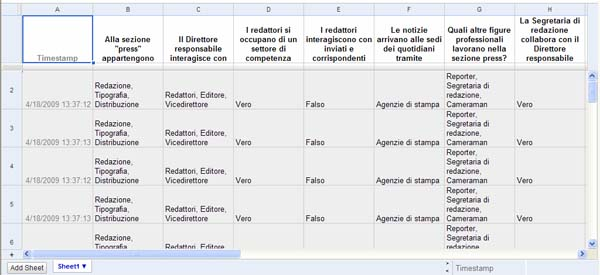 A B C D E F G H
Timestamp
Alla sezione
"press"
appartengono
Il Direttore
responsabile
interagisce con
I redattori si
occupano di un
settore di
competenza
I redattori
interagiscono con
inviati e
corrispondenti
Le notizie
arrivano alle sedi
dei quotidiani
tramite
Quali altre figure
professionali
lavorano nella
sezione press?
La Segretaria di
redazione
collabora con il
Direttore
responsabile
2
4/18/2009 13:37:12
Redazione,
Tipografia,
Distribuzione
Redattori, Editore,
Vicedirettore
Vero
Falso
Agenzie di stampa
Reporter,
Segretaria di
redazione,
Cameraman
Vero
3
4/18/2009 13:37:13
Redazione,
Tipografia,
Distribuzione
Redattori, Editore,
Vicedirettore
Vero
Falso
Agenzie di stampa
Reporter,
Segretaria di
redazione,
Cameraman
Vero
4
4/18/2009 13:37:12
Redazione,
Tipografia,
Distribuzione
Redattori, Editore,
Vicedirettore
Vero
Falso
Agenzie di stampa
Reporter,
Segretaria di
redazione,
Cameraman
Vero
5
4/18/2009 13:37:13
Redazione,
Tipografia,
Distribuzione
Redattori, Editore,
Vicedirettore
Vero
Falso
Agenzie di stampa
Reporter,
Segretaria di
redazione,
Cameraman
Vero
6
Redazione,
Tipografia,
Reporter,
Segretaria di
+
Add Sheet
Sheet1 ▼
Timestamp